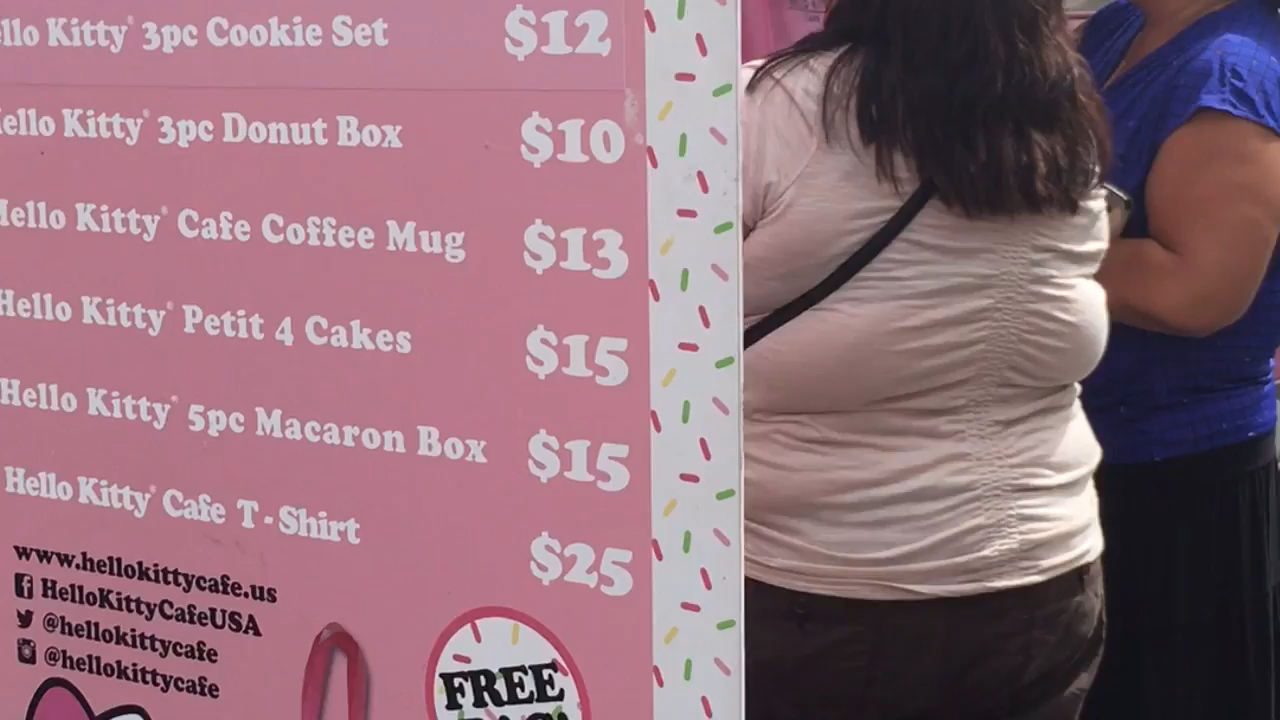 ello Kitty® 3pc Cookie Set $12
ello Kitty® 3pc Donut Box $10
Hello Kitty® Cafe Coffee Mug $13
Hello Kitty® Petit 4 Cakes $15
Hello Kitty® 5pc Macaron Box $15
Hello Kitty® Cafe T-Shirt $25
www.hellokittycafe.us
HelloKittyCafeUSA
@hellokittycafe
@hellokittycafe
FREE